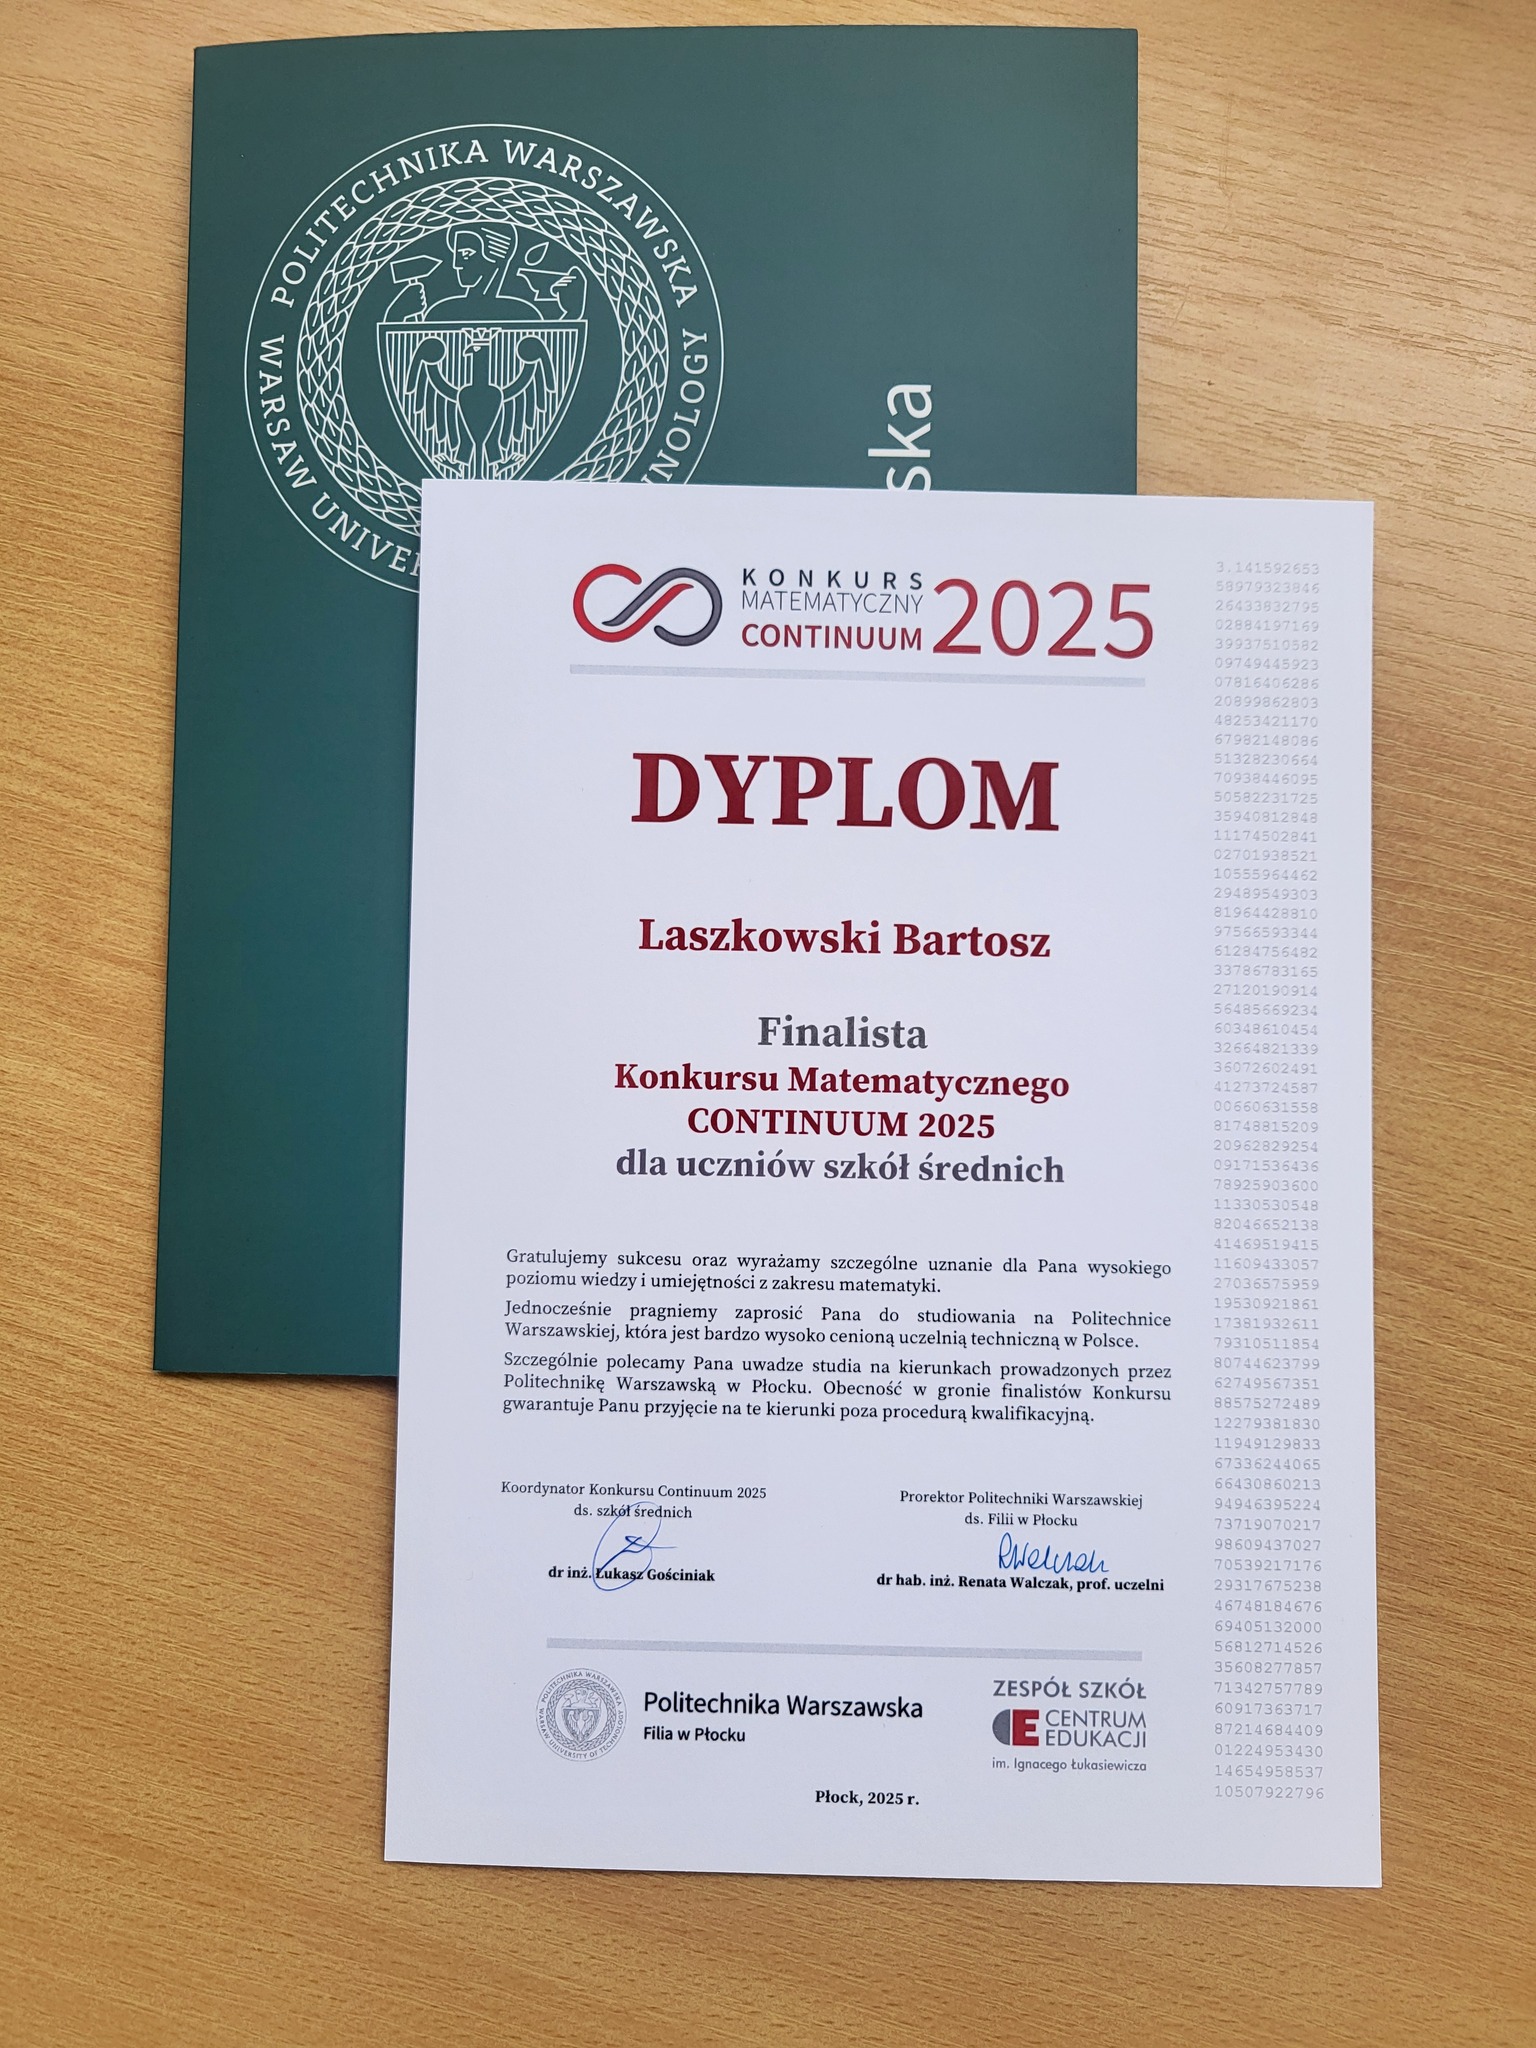 POLITECHNIKA WARSZAWSKA
WARSAW UNIVE
NOLOGY
ska
KONKURS
MATEMATYCZNY
CONTINUUM 2025
DYPLOM
Laszkowski Bartosz
Finalista
Konkursu Matematycznego
CONTINUUM 2025
dla uczniów szkół średnich
Gratulujemy sukcesu oraz wyrażamy szczególne uznanie dla Pana wysokiego
poziomu wiedzy i umiejętności z zakresu matematyki.
Jednocześnie pragniemy zaprosić Pana do studiowania na Politechnice
Warszawskiej, która jest bardzo wysoko cenioną uczelnią techniczną w Polsce.
Szczególnie polecamy Pana uwadze studia na kierunkach prowadzonych przez
Politechnikę Warszawską w Płocku. Obecność w gronie finalistów Konkursu
gwarantuje Panu przyjęcie na te kierunki poza procedurą kwalifikacyjną.
Koordynator Konkursu Continuum 2025
ds. szkół średnich
dr inż. Łukasz Gościniak
Prorektor Politechniki Warszawskiej
ds. Filii w Płocku
RWalczak
dr hab. inż. Renata Walczak, prof. uczelni
POLITECHNIKA WARSZAWSKA
WARSAW UNIVERSITY OF TECHNOLOGY
Politechnika Warszawska
Filia w Płocku
ZESPÓŁ SZKÓŁ
CE CENTRUM
EDUKACJI
im. Ignacego Łukasiewicza
Płock, 2025 r.
3.141592653
58979323846
26433832795
02884197169
39937510582
09749445923
07816406286
20899862803
48253421170
67982148086
51328230664
70938446095
50582231725
35940812848
11174502841
02701938521
10555964462
29489549303
81964428810
97566593344
61284756482
33786783165
27120190914
56485669234
60348610454
32664821339
36072602491
41273724587
00660631558
81748815209
20962829254
09171536436
78925903600
11330530548
82046652138
41469519415
11609433057
27036575959
19530921861
17381932611
79310511854
80744623799
62749567351
88575272489
12279381830
11949129833
67336244065
66430860213
94946395224
73719070217
98609437027
70539217176
29317675238
46748184676
69405132000
56812714526
35608277857
71342757789
60917363717
87214684409
01224953430
14654958537
10507922796